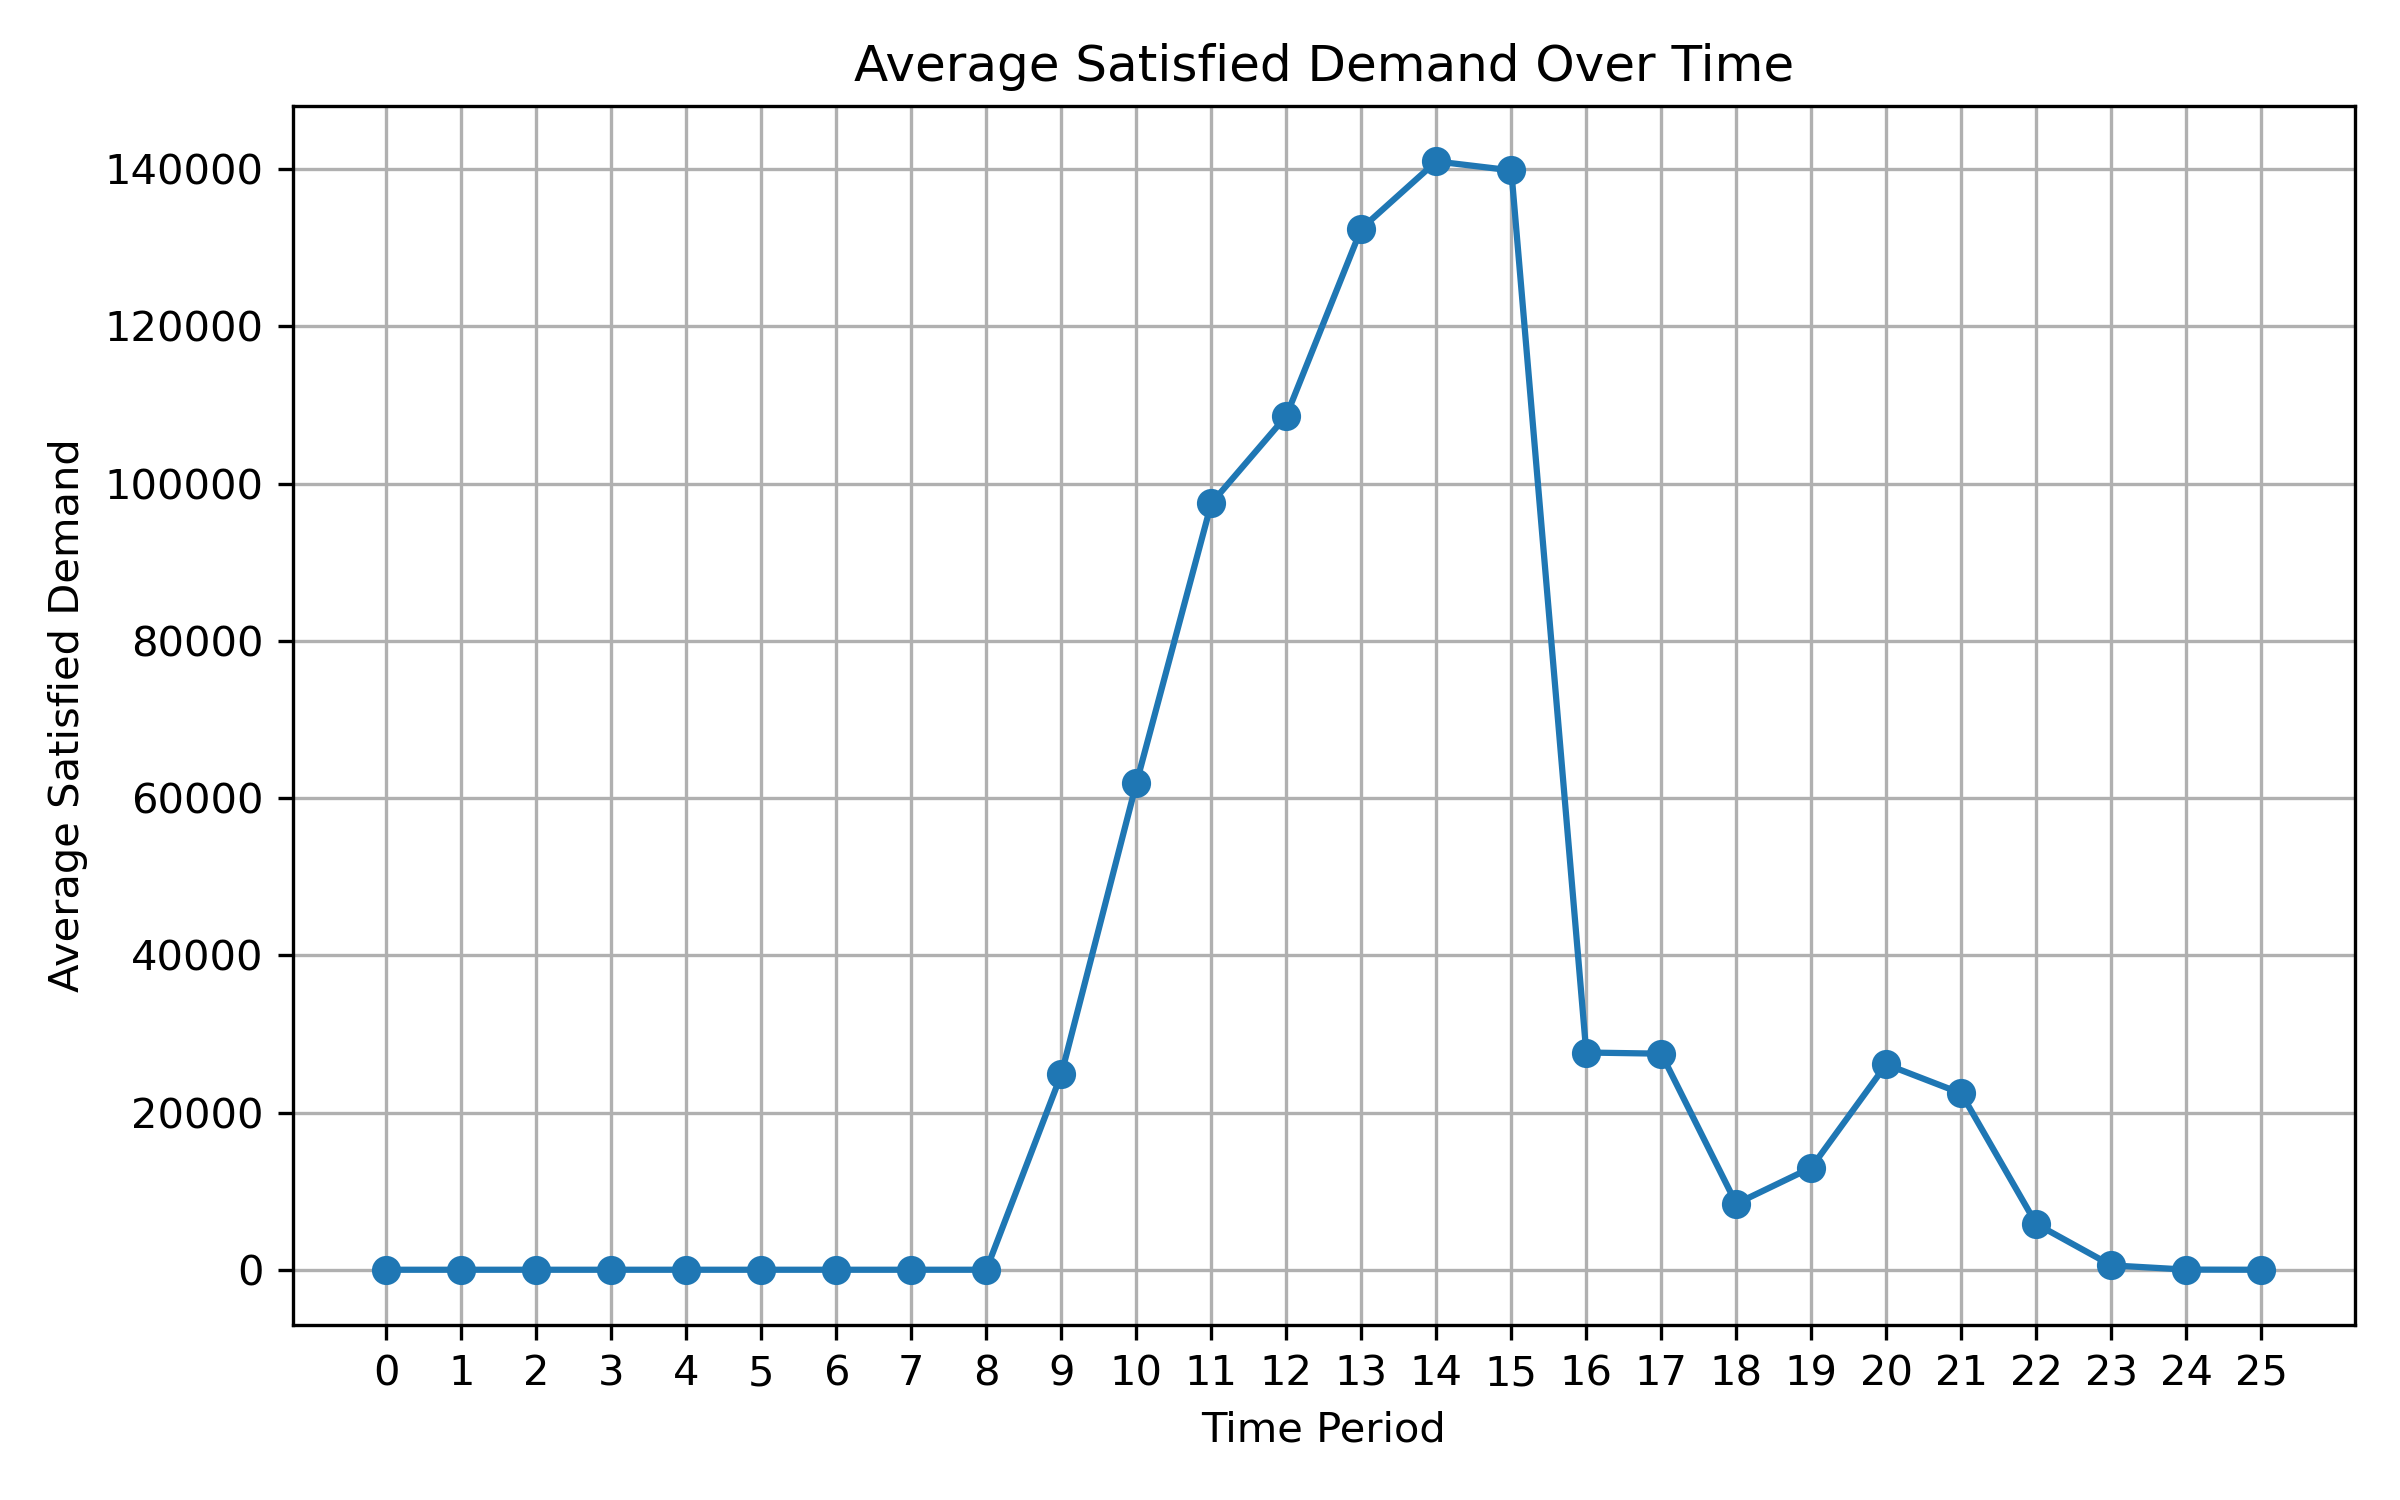 Average Satisfied Demand Over Time
Average Satisfied Demand
140000
120000
100000
80000
60000
40000
20000
0
0 1 2 3 4 5 6 7 8 9 10 11 12 13 14 15 16 17 18 19 20 21 22 23 24 25
Time Period